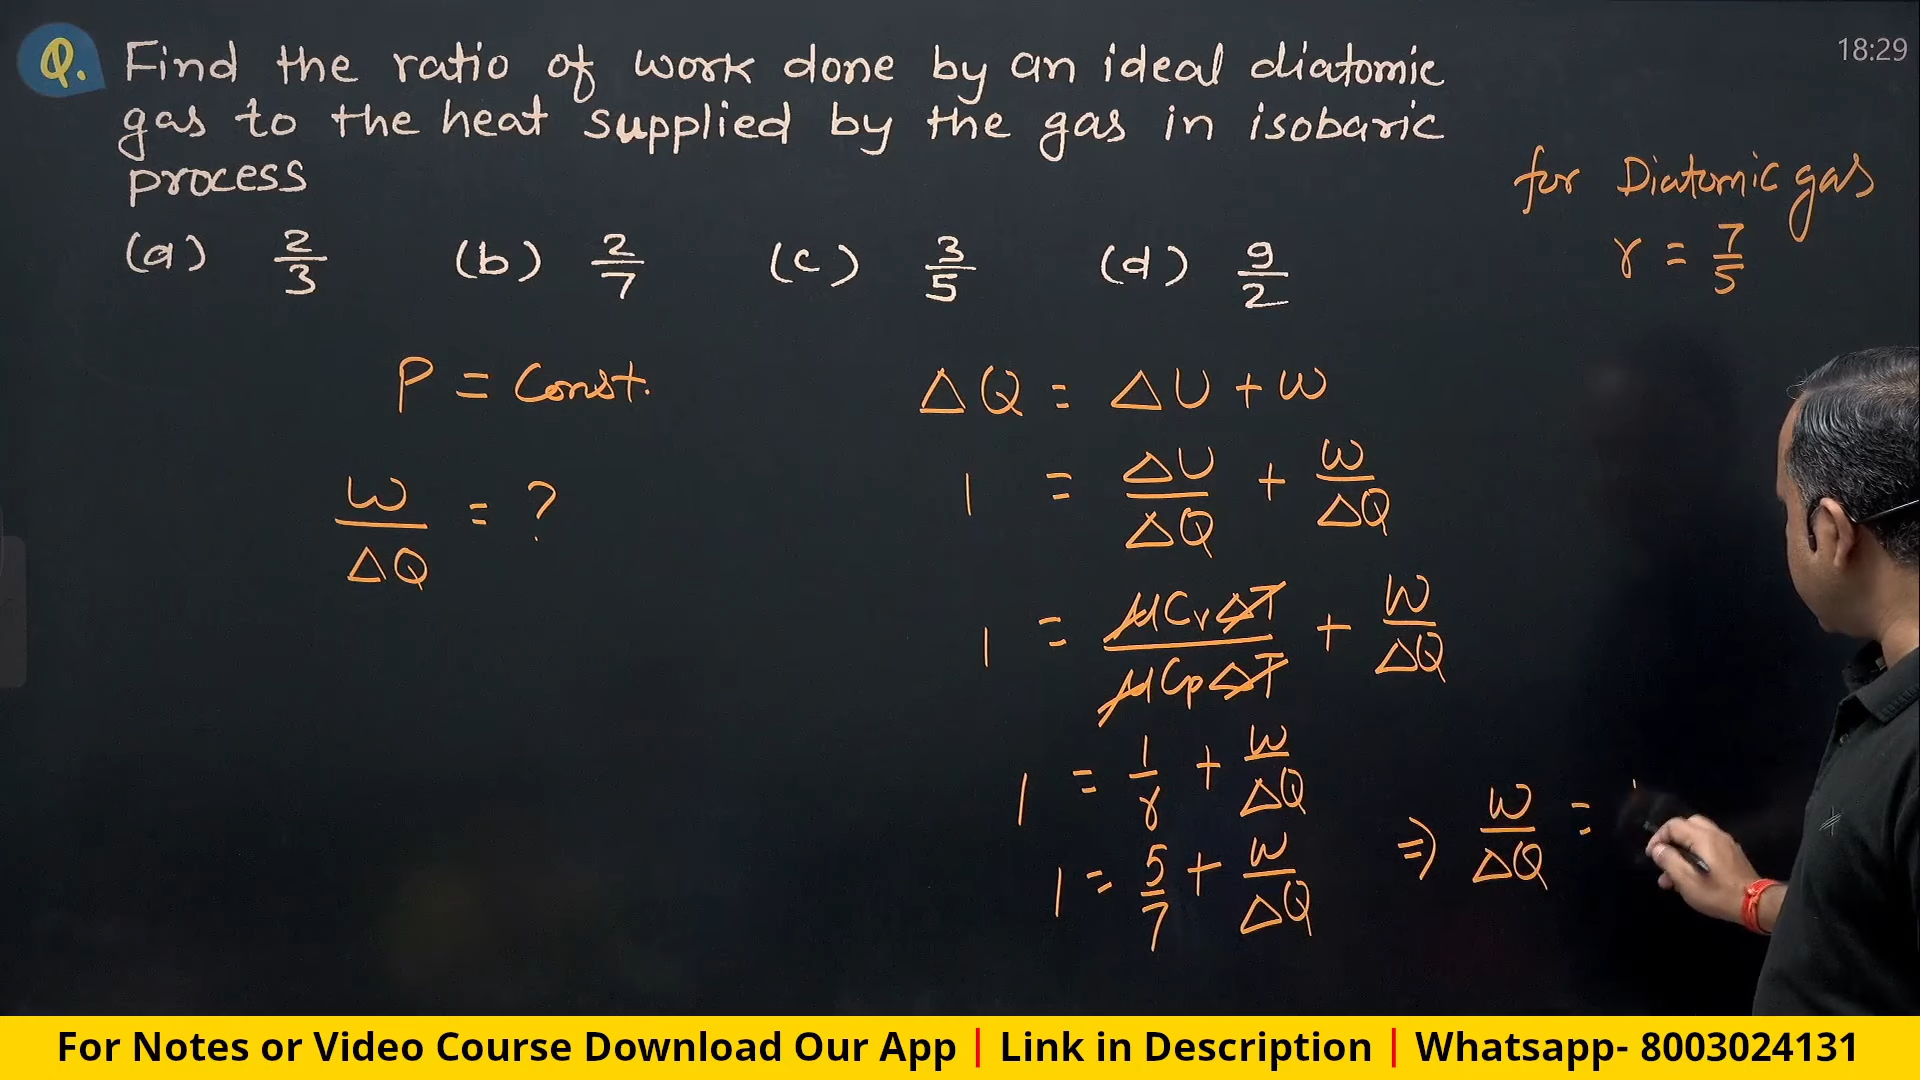 Q. Find the ratio of work done by an ideal diatomic
gas to the heat supplied by the gas in isobaric
process
(a) 2/3 (b) 2/7 (c) 3/5 (d) 9/2
18:29
for Diatomic gas
γ = 7/5
P = Const.
W/ΔQ = ?
ΔQ = ΔU + W
1 = ΔU/ΔQ + W/ΔQ
1 = μCvΔT/μCpΔT + W/ΔQ
1 = 1/γ + W/ΔQ
1 = 5/7 + W/ΔQ ⇒ W/ΔQ =
For Notes or Video Course Download Our App | Link in Description | Whatsapp- 8003024131